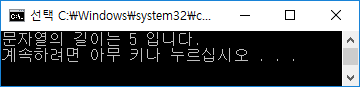 선택 C:₩Windows₩system32₩c...
문자열의 길이는 5 입니다.
계속하려면 아무 키나 누르십시오 . . .